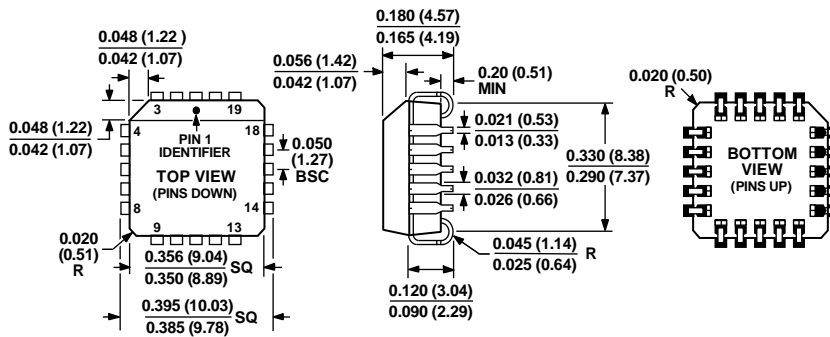 0.048 (1.22 )
0.042 (1.07)
0.048 (1.22)
0.042 (1.07)
3
19
4
18
PIN 1
IDENTIFIER
TOP VIEW
(PINS DOWN)
8
14
9
13
0.050
(1.27)
BSC
0.020
(0.51)
R
0.356 (9.04)
0.350 (8.89)
SQ
0.395 (10.03)
0.385 (9.78)
SQ
0.180 (4.57)
0.165 (4.19)
0.056 (1.42)
0.042 (1.07)
0.20 (0.51)
MIN
0.021 (0.53)
0.013 (0.33)
0.032 (0.81)
0.026 (0.66)
0.330 (8.38)
0.290 (7.37)
0.045 (1.14)
0.025 (0.64)
R
0.120 (3.04)
0.090 (2.29)
0.020 (0.50)
R
BOTTOM
VIEW
(PINS UP)